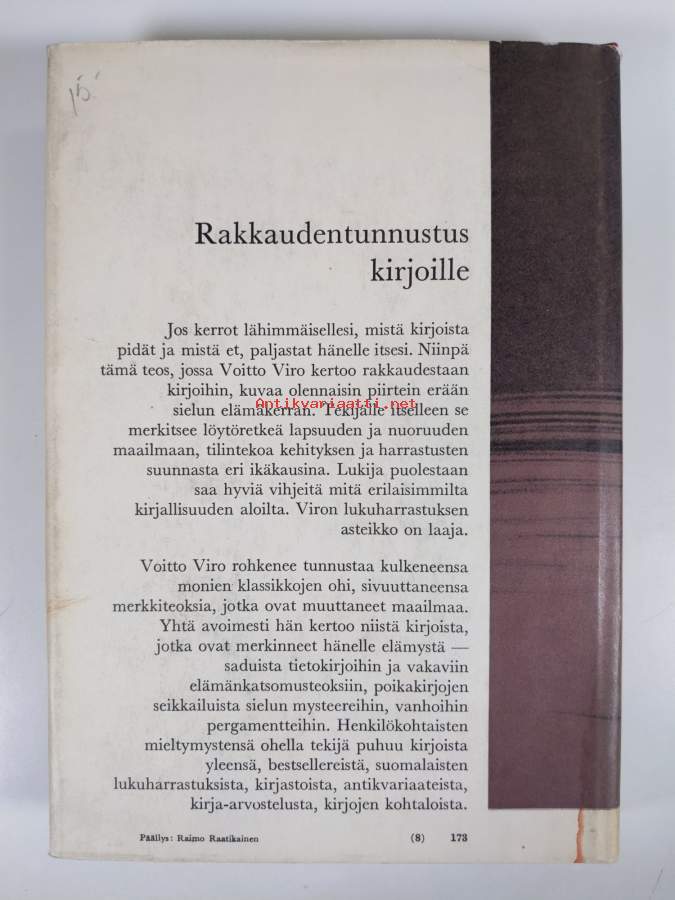 15
Rakkaudentunnustus
kirjoille
Jos kerrot lähimmäisellesi, mistä kirjoista
pidät ja mistä et, paljastat hänelle itsesi. Niinpä
tämä teos, jossa Voitto Viro kertoo rakkaudestaan
kirjoihin, kuvaa olennaisin piirtein erään
sielun elämäkerran. Tekijälle itselleen se
Antikvariaatti.net
merkitsee löytöretkeä lapsuuden ja nuoruuden
maailmaan, tilintekoa kehityksen ja harrastusten
suunnasta eri ikäkausina. Lukija puolestaan
saa hyviä vihjeitä mitä erilaisimmilta
kirjallisuuden aloilta. Viron lukuharrastuksen
asteikko on laaja.
Voitto Viro rohkenee tunnustaa kulkeneensa
monien klassikkojen ohi, sivuuttaneensa
merkkiteoksia, jotka ovat muuttaneet maailmaa.
Yhtä avoimesti hän kertoo niistä kirjoista,
jotka ovat merkinneet hänelle elämystä —
saduista tietokirjoihin ja vakaviin
elämänkatsomusteoksiin, poikakirjojen
seikkailuista sielun mysteereihin, vanhoihin
pergamentteihin. Henkilökohtaisten
mieltymystensä ohella tekijä puhuu kirjoista
yleensä, bestsellereistä, suomalaisten
lukuharrastuksista, kirjastoista, antikvariaateista,
kirja-arvostelusta, kirjojen kohtaloista.
Päällys: Raimo Raatikainen (8) 173